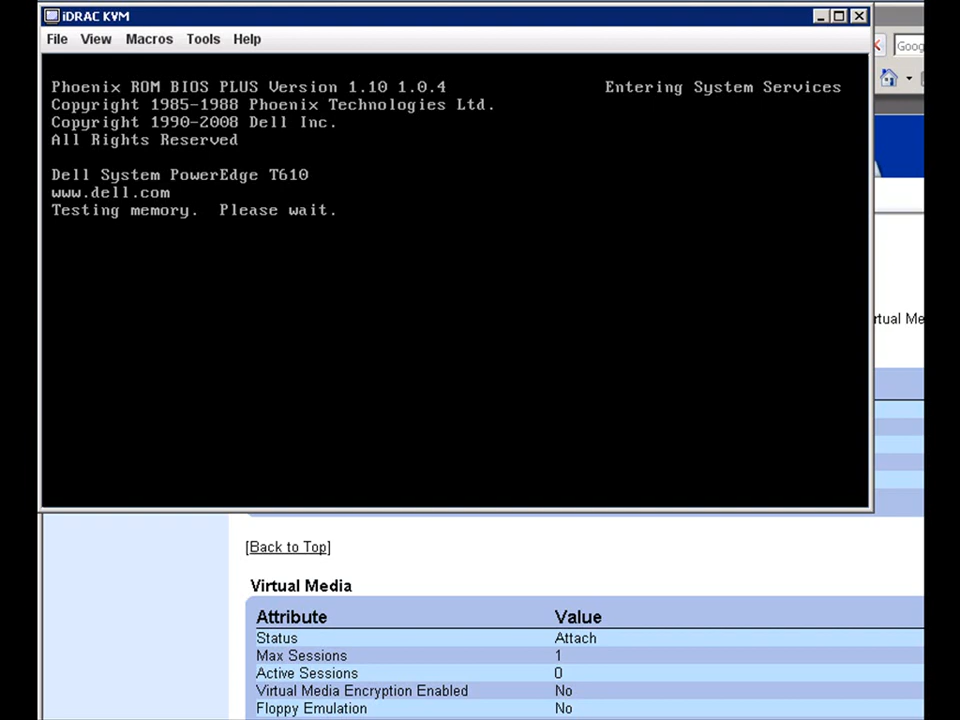 iDRAC KVM
File View Macros Tools Help
Goog
Phoenix ROM BIOS PLUS Version 1.10 1.0.4 Entering System Services
Copyright 1985-1988 Phoenix Technologies Ltd.
Copyright 1990-2008 Dell Inc.
All Rights Reserved
Dell System PowerEdge T610
www.dell.com
Testing memory. Please wait.
rtual Me
[Back to Top]
Virtual Media
Attribute Value
Status Attach
Max Sessions 1
Active Sessions 0
Virtual Media Encryption Enabled No
Floppy Emulation No